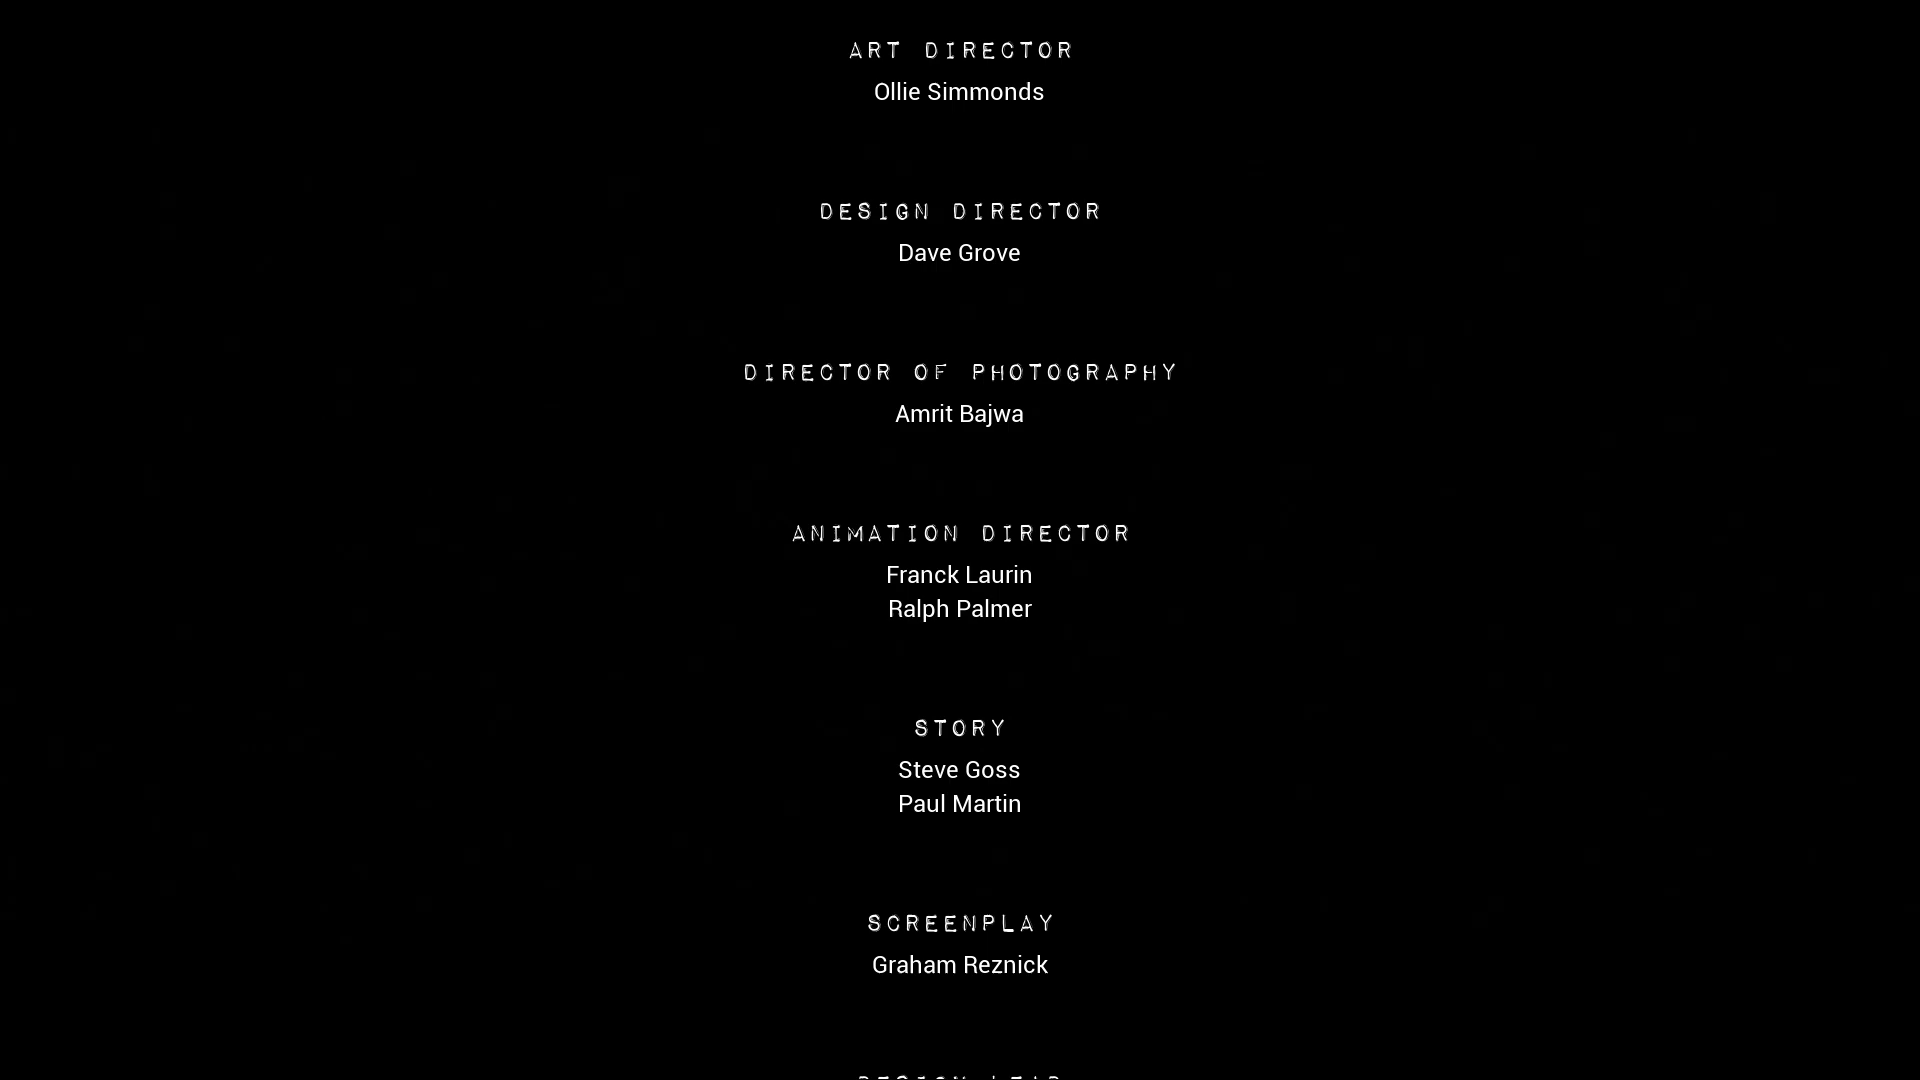 ART DIRECTOR
Ollie Simmonds
DESIGN DIRECTOR
Dave Grove
DIRECTOR OF PHOTOGRAPHY
Amrit Bajwa
ANIMATION DIRECTOR
Franck Laurin
Ralph Palmer
STORY
Steve Goss
Paul Martin
SCREENPLAY
Graham Reznick